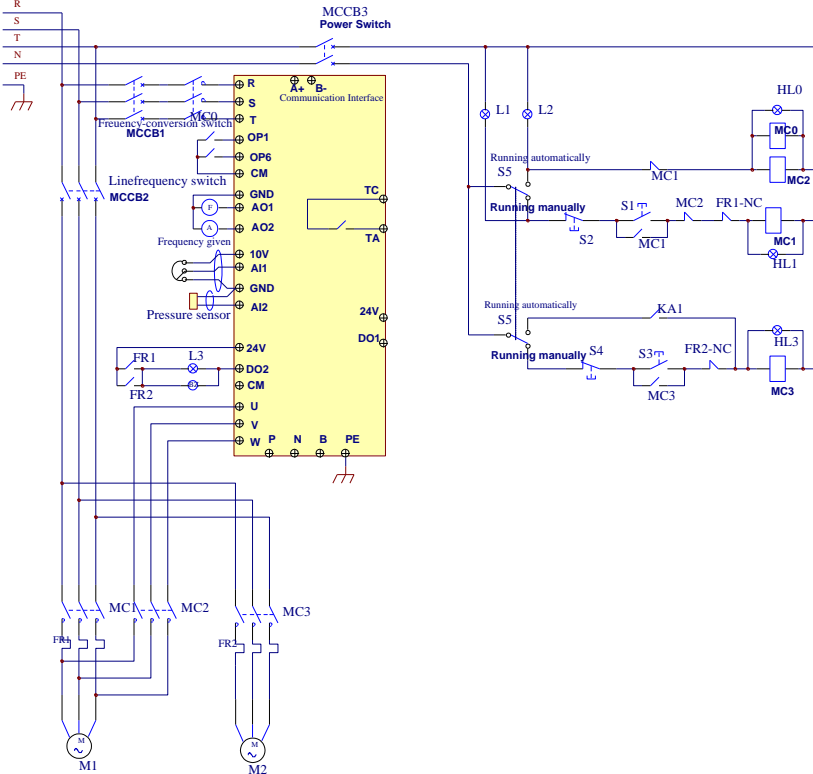 R
S
T
N
PE
MCCB3
Power Switch
A+ B-
Communication Interface
R
S
T
OP1
OP6
CM
GND
AO1
AO2
10V
AI1
GND
AI2
24V
DO2
CM
U
V
W
P N B PE
TC
TA
24V
DO1
MC0
Freuency-conversion switch
MCCB1
Linefrequency switch
MCCB2
F
A
Frequency given
Pressure sensor
FR1
L3
FR2
BZ
L1
L2
HL0
MC0
MC2
Running automatically
S5
MC1
Running manually
S1
MC2
FR1-NC
MC1
S2
MC1
HL1
Running automatically
S5
KA1
HL3
Running manually
S4
S3
FR2-NC
MC3
MC3
MC1
MC2
MC3
FR1
FR2
M
M1
M
M2